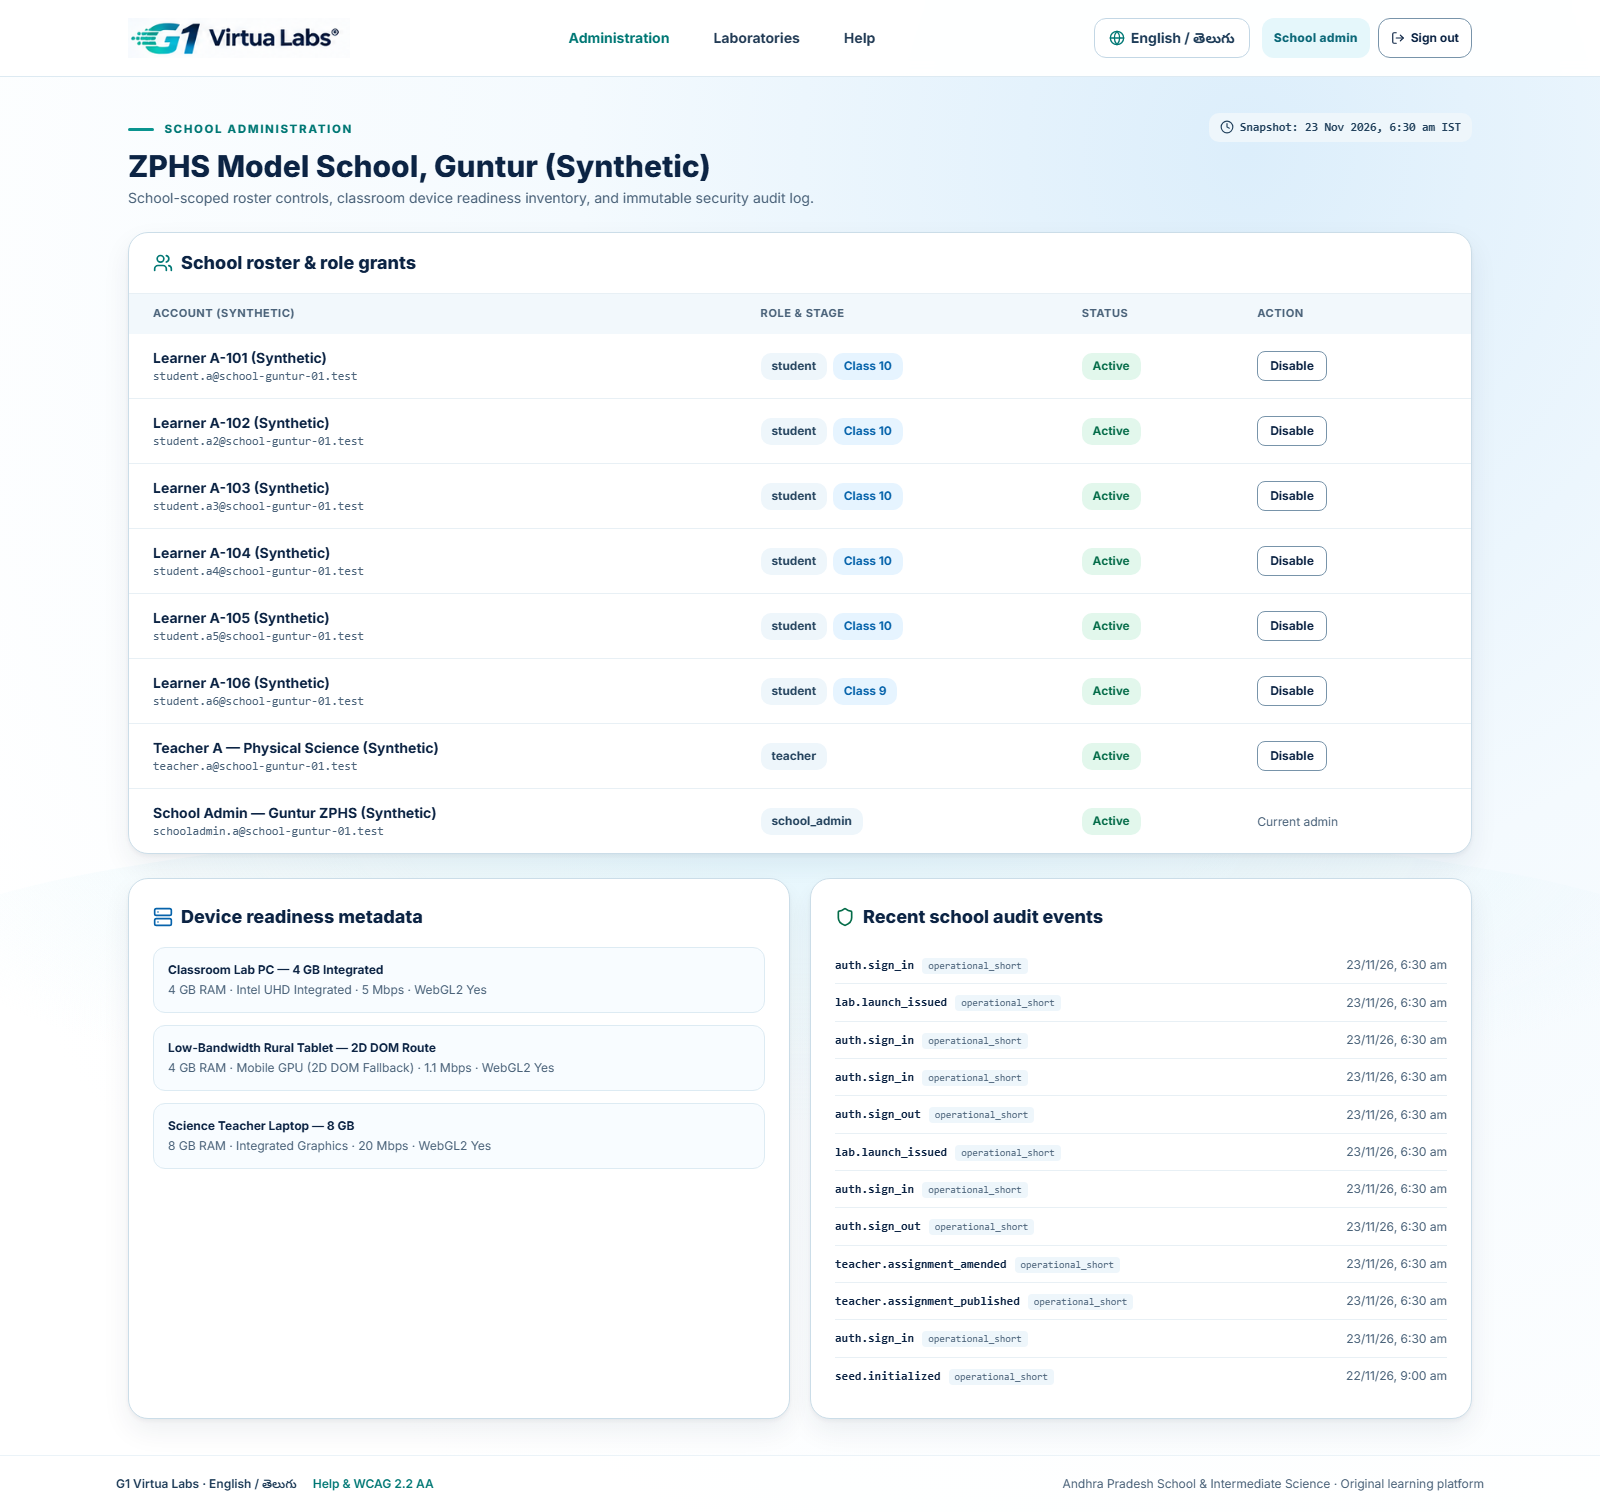 G1 Virtua Labs®
Administration
Laboratories
Help
English / తెలుగు
School admin
Sign out
SCHOOL ADMINISTRATION
Snapshot: 23 Nov 2026, 6:30 am IST
ZPHS Model School, Guntur (Synthetic)
School-scoped roster controls, classroom device readiness inventory, and immutable security audit log.
School roster & role grants
ACCOUNT (SYNTHETIC) ROLE & STAGE STATUS ACTION
Learner A-101 (Synthetic)
student.a@school-guntur-01.test
student Class 10 Active Disable
Learner A-102 (Synthetic)
student.a2@school-guntur-01.test
student Class 10 Active Disable
Learner A-103 (Synthetic)
student.a3@school-guntur-01.test
student Class 10 Active Disable
Learner A-104 (Synthetic)
student.a4@school-guntur-01.test
student Class 10 Active Disable
Learner A-105 (Synthetic)
student.a5@school-guntur-01.test
student Class 10 Active Disable
Learner A-106 (Synthetic)
student.a6@school-guntur-01.test
student Class 9 Active Disable
Teacher A — Physical Science (Synthetic)
teacher.a@school-guntur-01.test
teacher Active Disable
School Admin — Guntur ZPHS (Synthetic)
schooladmin.a@school-guntur-01.test
school_admin Active Current admin
Device readiness metadata
Classroom Lab PC — 4 GB Integrated
4 GB RAM · Intel UHD Integrated · 5 Mbps · WebGL2 Yes
Low-Bandwidth Rural Tablet — 2D DOM Route
4 GB RAM · Mobile GPU (2D DOM Fallback) · 1.1 Mbps · WebGL2 Yes
Science Teacher Laptop — 8 GB
8 GB RAM · Integrated Graphics · 20 Mbps · WebGL2 Yes
Recent school audit events
auth.sign_in operational_short 23/11/26, 6:30 am
lab.launch_issued operational_short 23/11/26, 6:30 am
auth.sign_in operational_short 23/11/26, 6:30 am
auth.sign_in operational_short 23/11/26, 6:30 am
auth.sign_out operational_short 23/11/26, 6:30 am
lab.launch_issued operational_short 23/11/26, 6:30 am
auth.sign_in operational_short 23/11/26, 6:30 am
auth.sign_out operational_short 23/11/26, 6:30 am
teacher.assignment_amended operational_short 23/11/26, 6:30 am
teacher.assignment_published operational_short 23/11/26, 6:30 am
auth.sign_in operational_short 23/11/26, 6:30 am
seed.initialized operational_short 22/11/26, 9:00 am
G1 Virtua Labs · English / తెలుగు Help & WCAG 2.2 AA
Andhra Pradesh School & Intermediate Science · Original learning platform